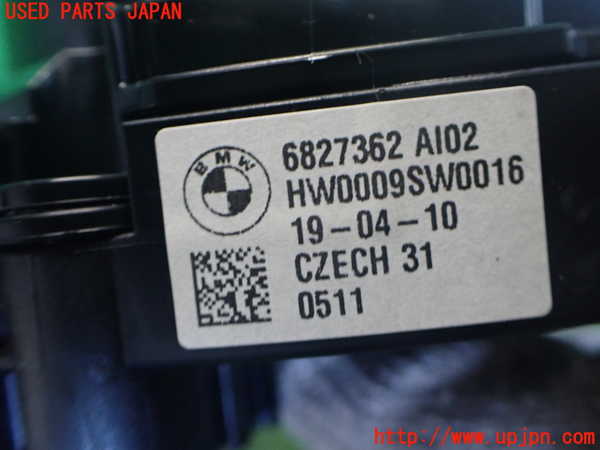 USED PARTS JAPAN
BMW
6827362 AI02
HW0009SW0016
19-04-10
CZECH 31
0511
http://www.upjpn.com/